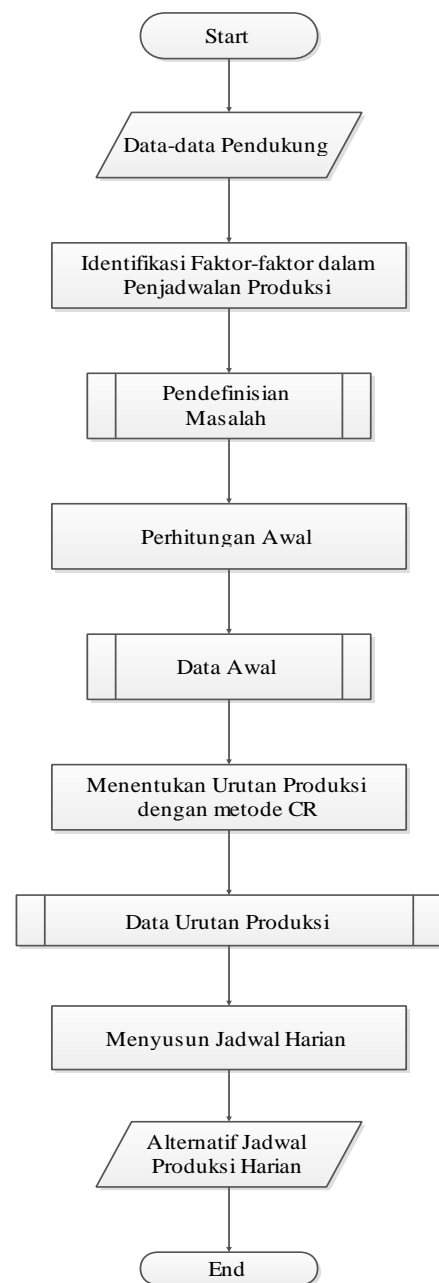 Start
Data-data Pendukung
Identifikasi Faktor-faktor dalam
Penjadwalan Produksi
Pendefinisian
Masalah
Perhitungan Awal
Data Awal
Menentukan Urutan Produksi
dengan metode CR
Data Urutan Produksi
Menyusun Jadwal Harian
Alternatif Jadwal
Produksi Harian
End